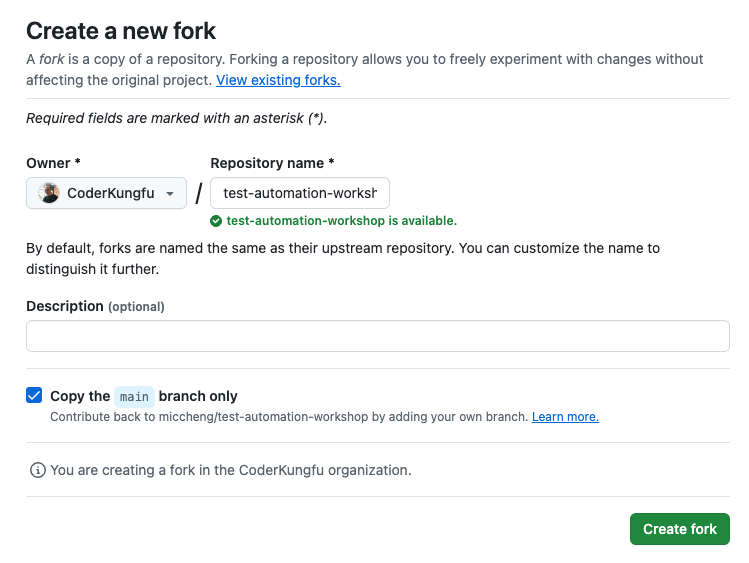 Create a new fork
A fork is a copy of a repository. Forking a repository allows you to freely experiment with changes without
affecting the original project. View existing forks.
Required fields are marked with an asterisk (*).
Owner *
Repository name *
CoderKungfu
/
test-automation-worksh
test-automation-workshop is available.
By default, forks are named the same as their upstream repository. You can customize the name to
distinguish it further.
Description (optional)
Copy the main branch only
Contribute back to miccheng/test-automation-workshop by adding your own branch. Learn more.
You are creating a fork in the CoderKungfu organization.
Create fork